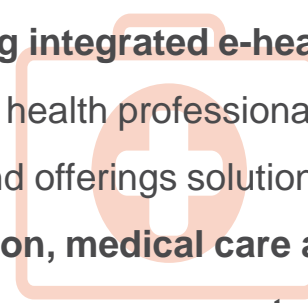 g integrated e-hea
health professiona
d offerings solution
on, medical care a